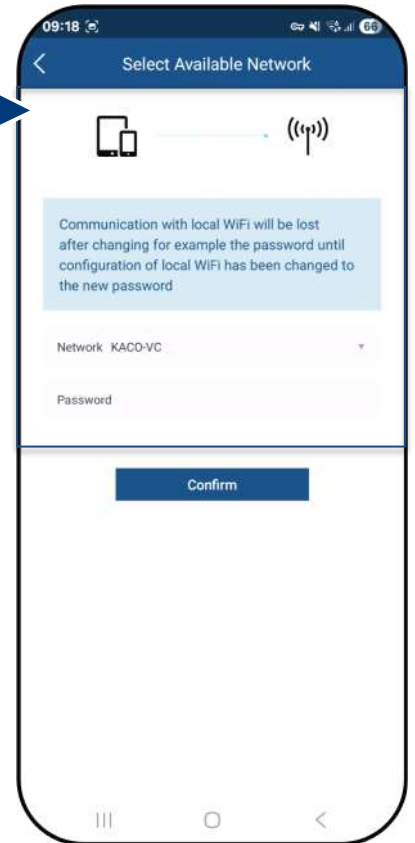 09:18 66
Select Available Network
Communication with local WiFi will be lost
after changing for example the password until
configuration of local WiFi has been changed to
the new password
Network KACO-VC
Password
Confirm